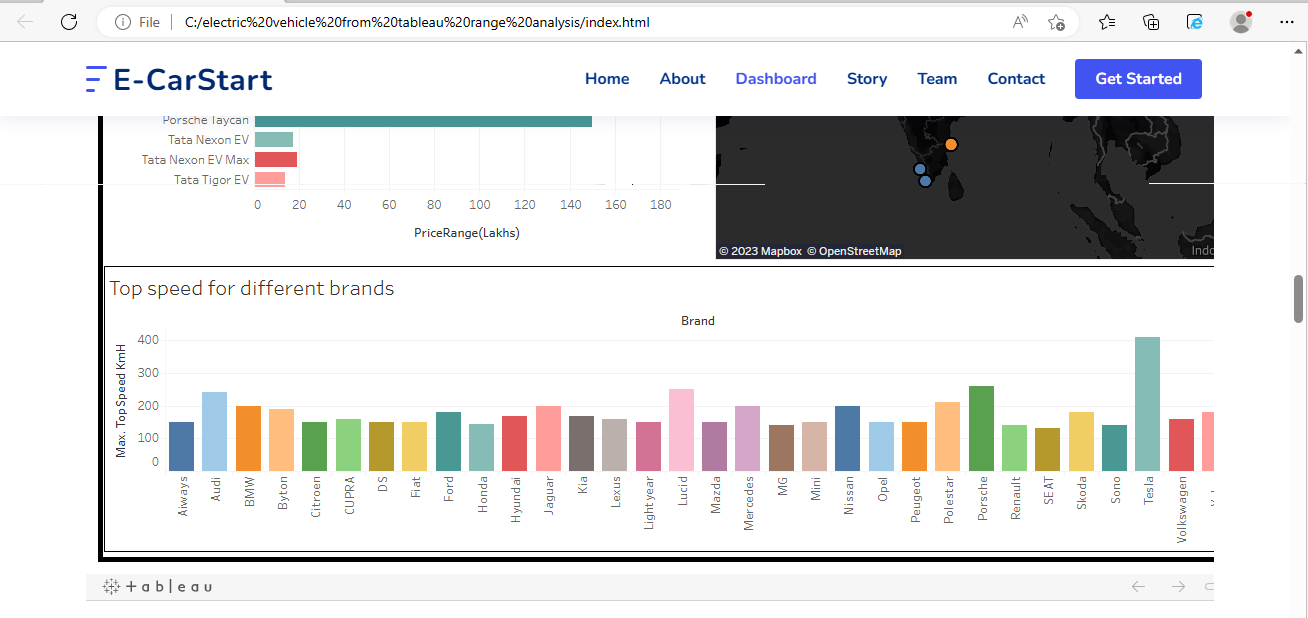 File C:/electric%20vehicle%20from%20tableau%20range%20analysis/index.html
E-CarStart Home About Dashboard Story Team Contact Get Started
Porsche Taycan
Tata Nexon EV
Tata Nexon EV Max
Tata Tigor EV
0 20 40 60 80 100 120 140 160 180
PriceRange(Lakhs)
© 2023 Mapbox © OpenStreetMap
Indo
Top speed for different brands
Brand
Max. Top Speed KmH
400
300
200
100
0
Aiways
Audi
BMW
Byton
Citroen
CUPRA
DS
Fiat
Ford
Honda
Hyundai
Jaguar
Kia
Lexus
Lightyear
Lucid
Mazda
Mercedes
MG
Mini
Nissan
Opel
Peugeot
Polestar
Porsche
Renault
SEAT
Skoda
Sono
Tesla
Volkswagen
tableau